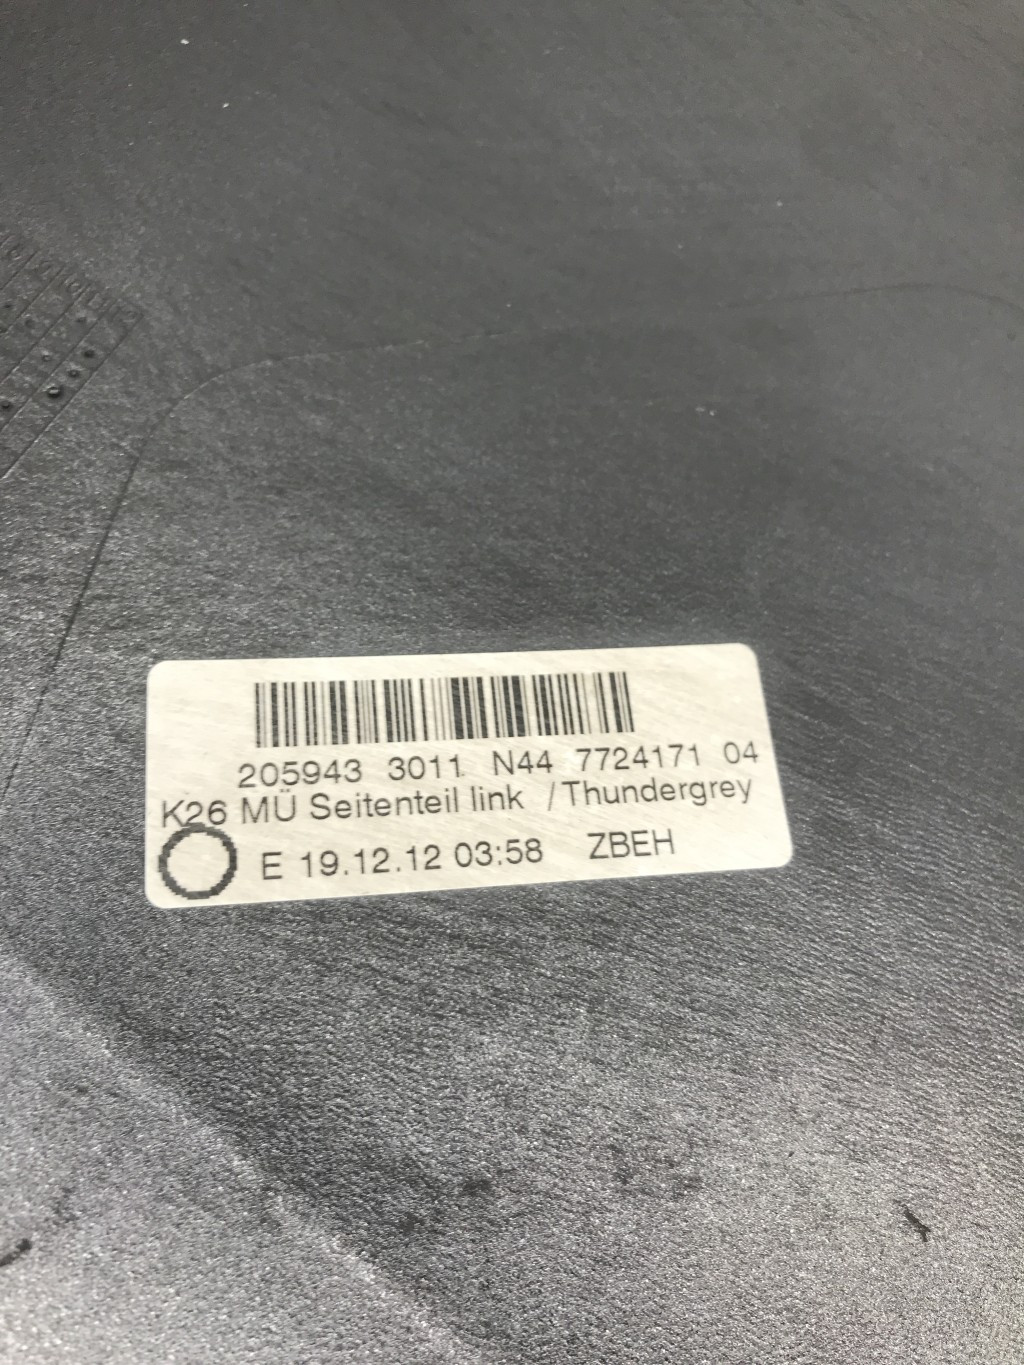 205943 3011 N44 7724171 04
K26 MÜ Seitenteil link /Thundergrey
E 19.12.12 03:58 ZBEH